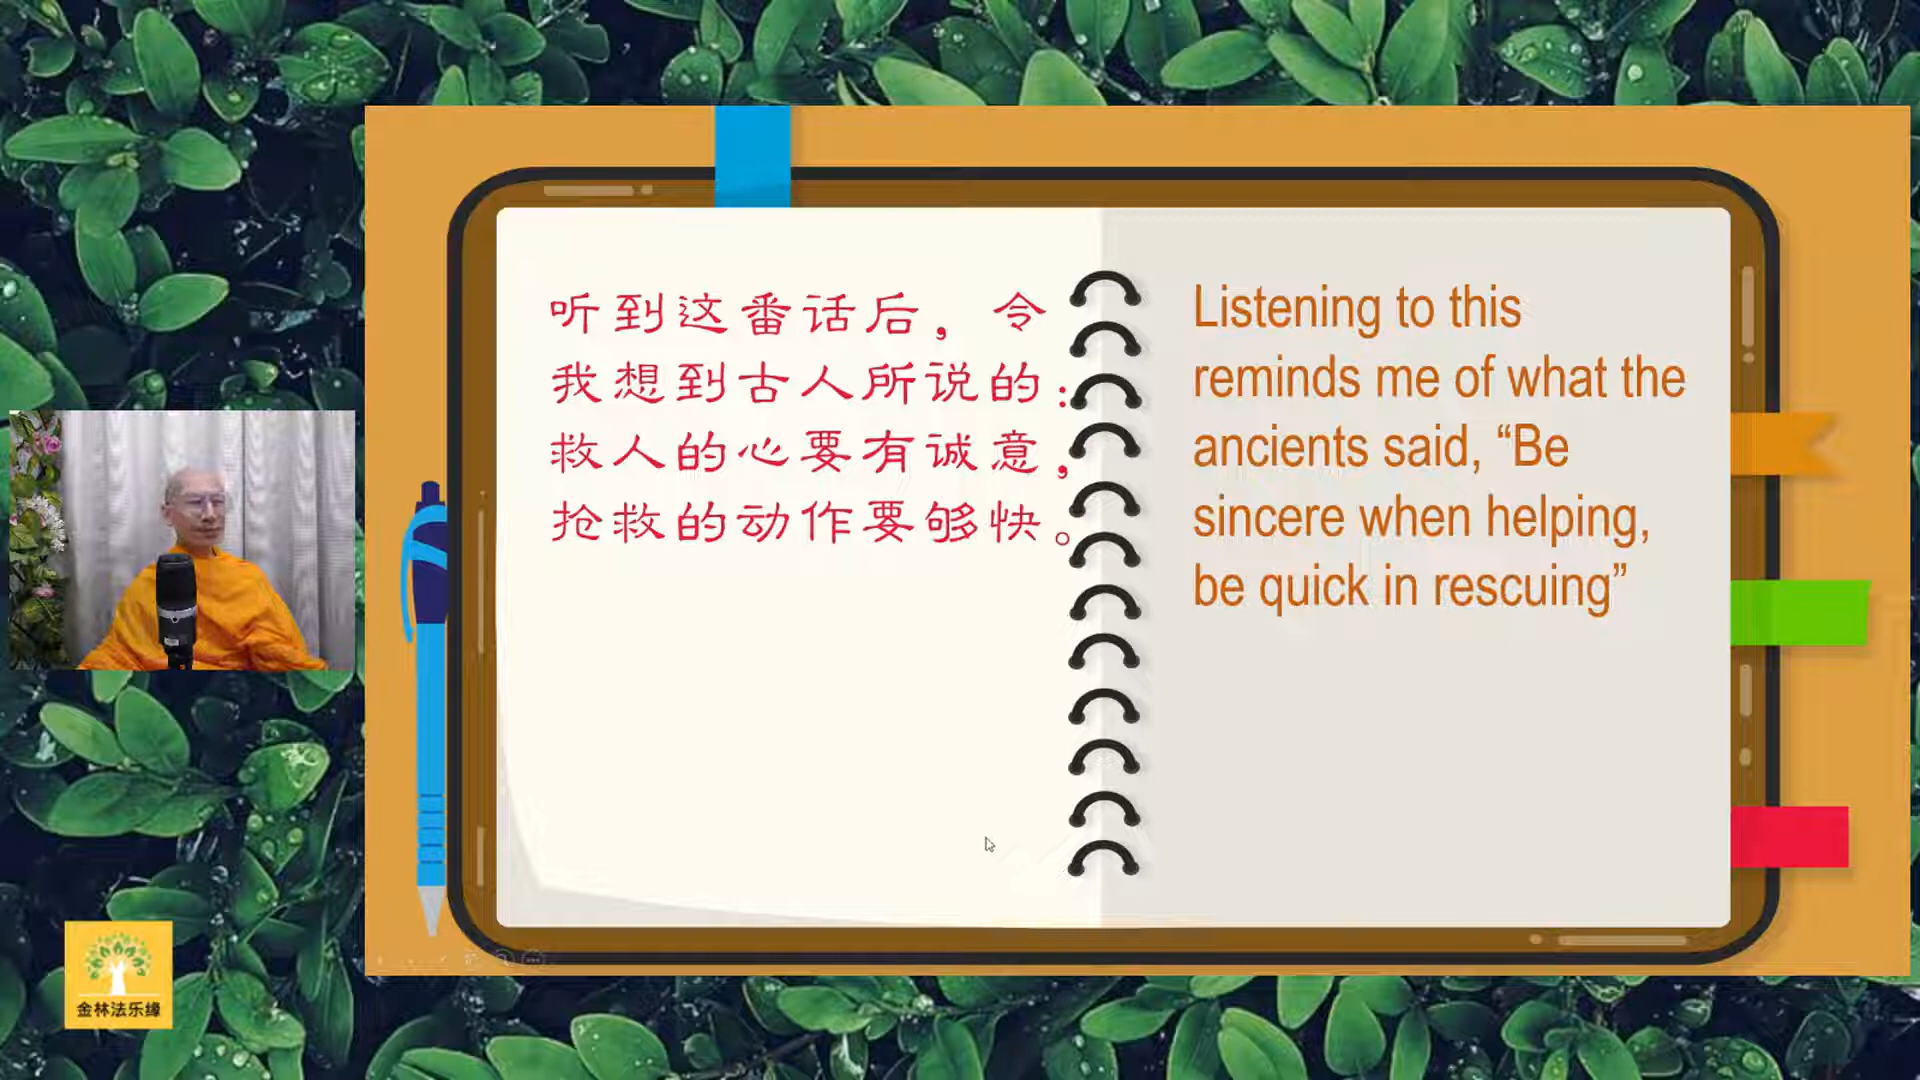 听到这番话后，令
我想到古人所说的：
救人的心要有诚意，
抢救的动作要够快。
Listening to this
reminds me of what the
ancients said, “Be
sincere when helping,
be quick in rescuing”
金林法乐缘